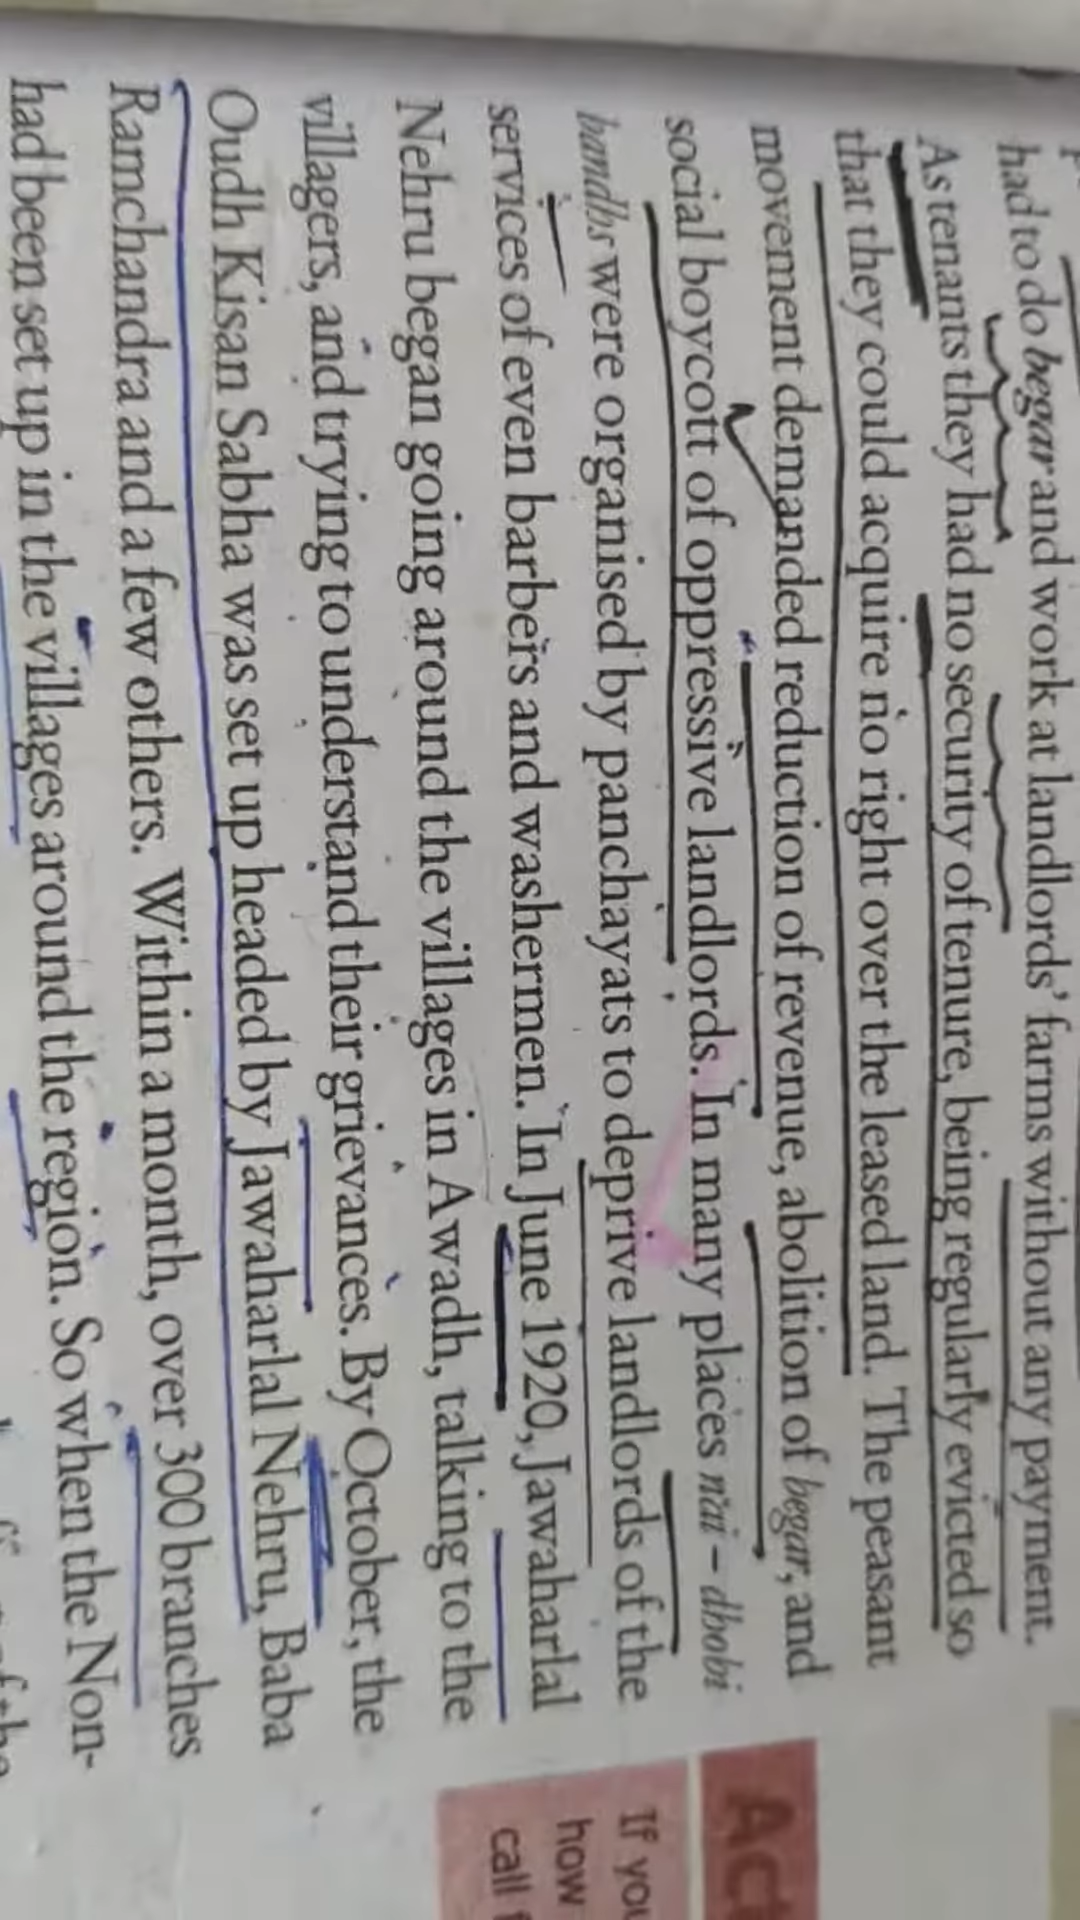 had to do begar and work at landlords' farms without any payment.
As tenants they had no security of tenure, being regularly evicted so
that they could acquire no right over the leased land. The peasant
movement demanded reduction of revenue, abolition of begar, and
social boycott of oppressive landlords. In many places nai – dhobi
bandhs were organised by panchayats to deprive landlords of the
services of even barbers and washermen. In June 1920, Jawaharlal
Nehru began going around the villages in Awadh, talking to the
villagers, and trying to understand their grievances. By October, the
Oudh Kisan Sabha was set up headed by Jawaharlal Nehru, Baba
Ramchandra and a few others. Within a month, over 300 branches
had been set up in the villages around the region. So when the Non-
If you
how
call